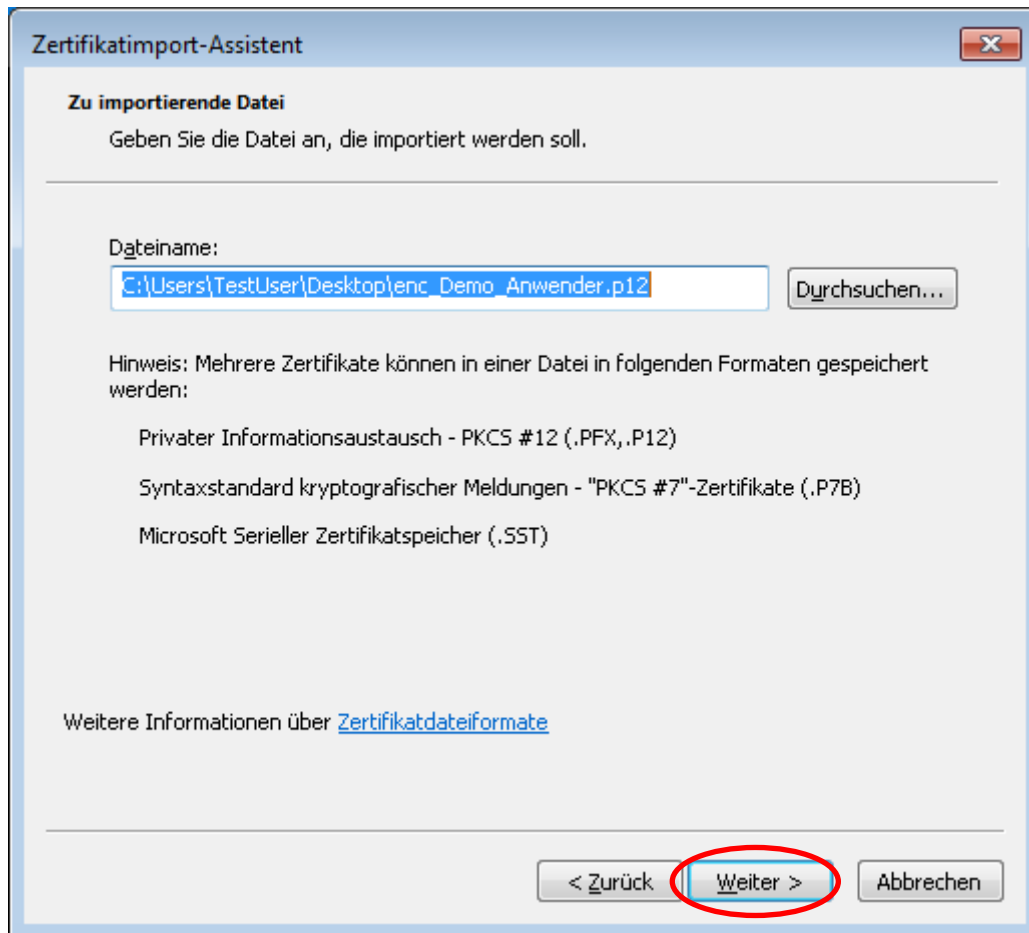 Zertifikatimport-Assistent
Zu importierende Datei
Geben Sie die Datei an, die importiert werden soll.
Dateiname:
C:\Users\TestUser\Desktop\enc_Demo_Anwender.p12
Durchsuchen...
Hinweis: Mehrere Zertifikate können in einer Datei in folgenden Formaten gespeichert
werden:
Privater Informationsaustausch - PKCS #12 (.PFX,.P12)
Syntaxstandard kryptografischer Meldungen - "PKCS #7"-Zertifikate (.P7B)
Microsoft Serieller Zertifikatspeicher (.SST)
Weitere Informationen über Zertifikatdateiformate
< Zurück Weiter > Abbrechen